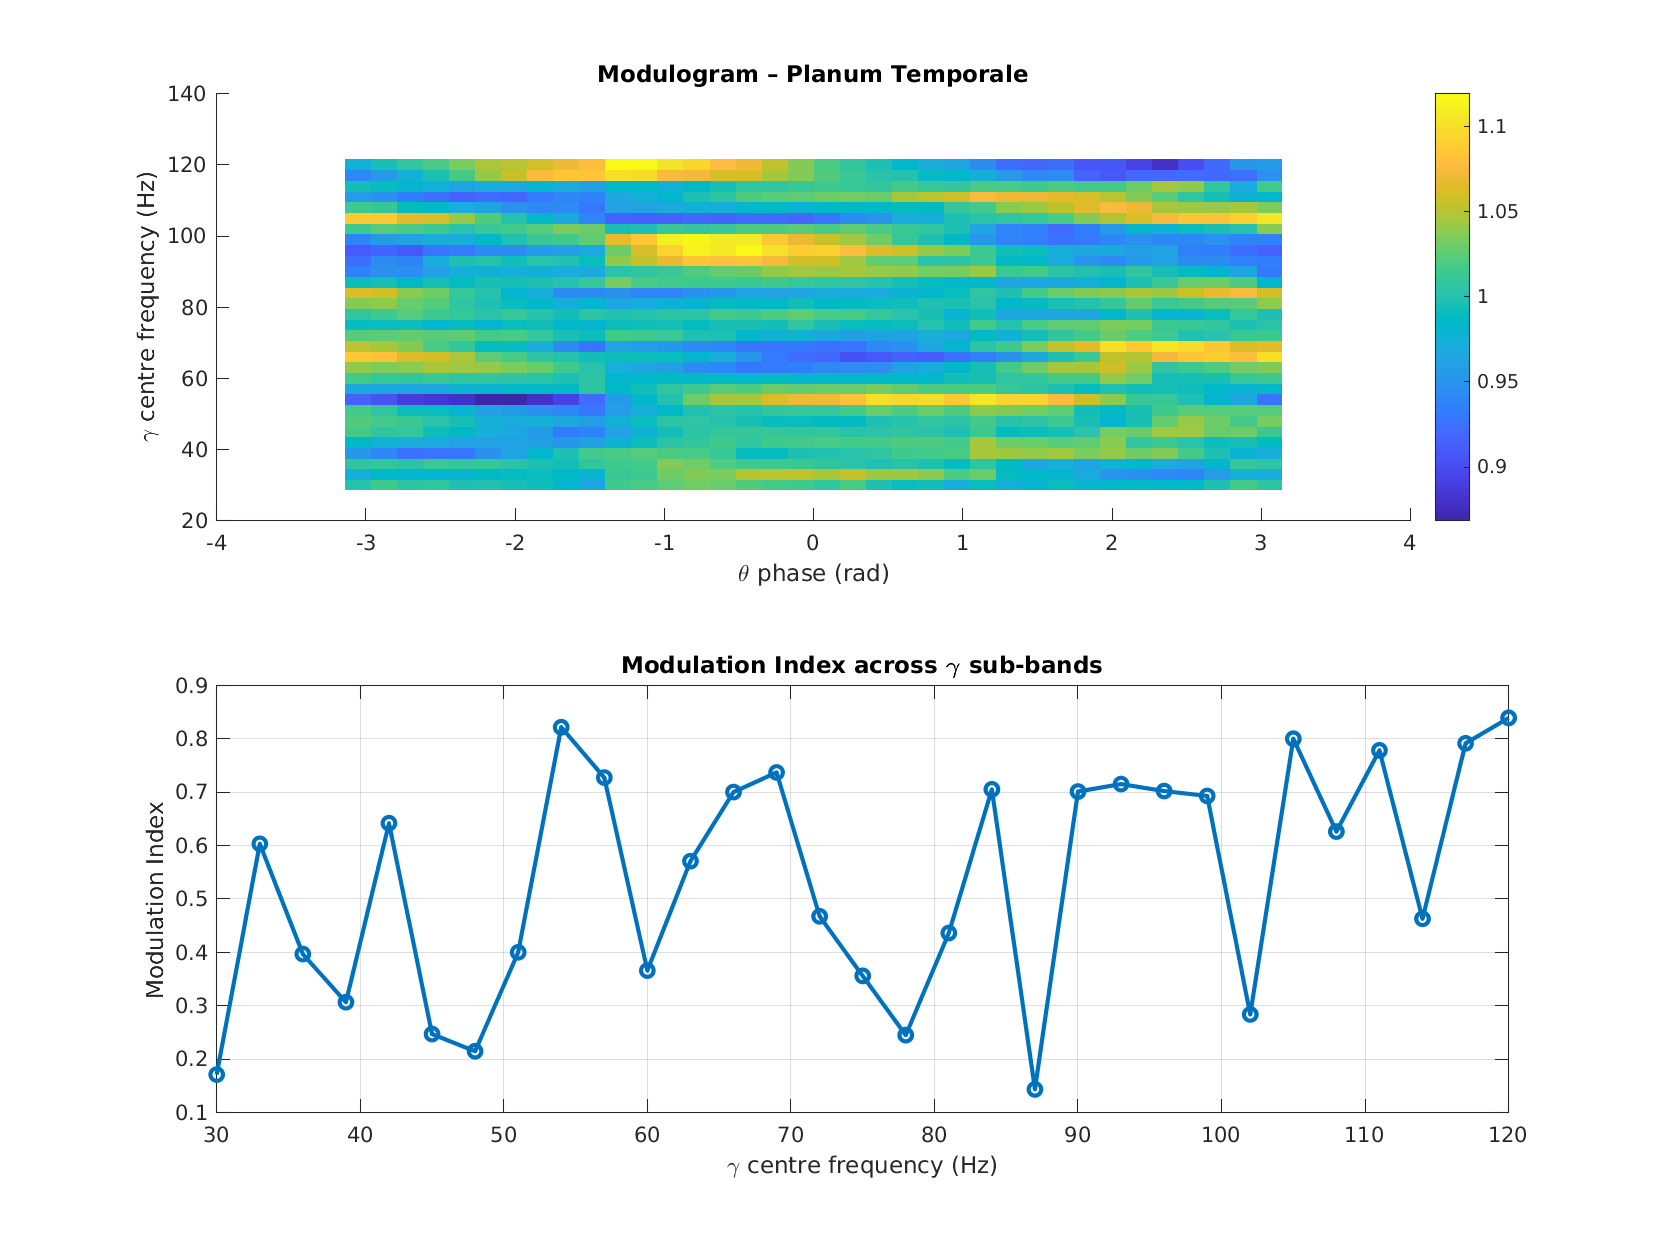 Modulogram – Planum Temporale
140
120
100
80
60
40
20
γ centre frequency (Hz)
-4 -3 -2 -1 0 1 2 3 4
θ phase (rad)
1.1
1.05
1
0.95
0.9
Modulation Index across γ sub-bands
0.9
0.8
0.7
0.6
0.5
0.4
0.3
0.2
0.1
Modulation Index
30 40 50 60 70 80 90 100 110 120
γ centre frequency (Hz)